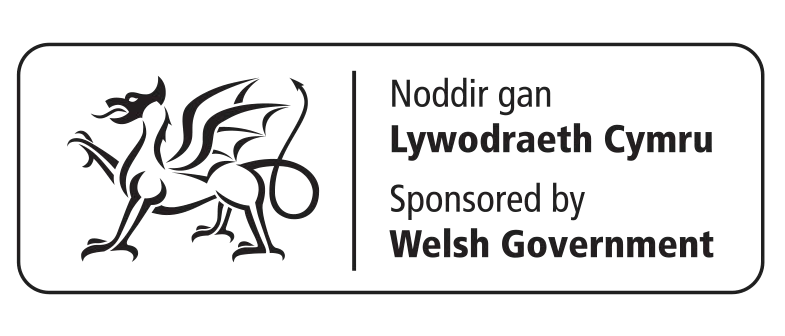 Noddir gan
Lywodraeth Cymru
Sponsored by
Welsh Government